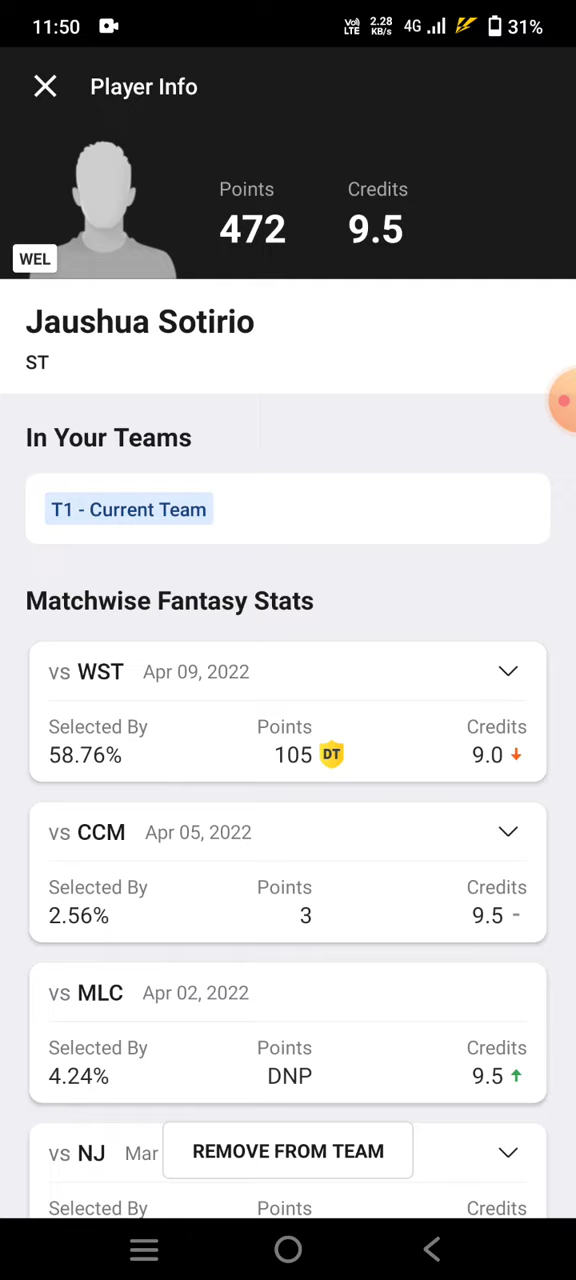 11:50 Vo) LTE 2.28 KB/s 4G 31%
Player Info
Points Credits
472 9.5
WEL
Jaushua Sotirio
ST
In Your Teams
T1 - Current Team
Matchwise Fantasy Stats
vs WST Apr 09, 2022
Selected By Points Credits
58.76% 105 DT 9.0
vs CCM Apr 05, 2022
Selected By Points Credits
2.56% 3 9.5 -
vs MLC Apr 02, 2022
Selected By Points Credits
4.24% DNP 9.5
vs NJ Mar
REMOVE FROM TEAM
Selected By Points Credits